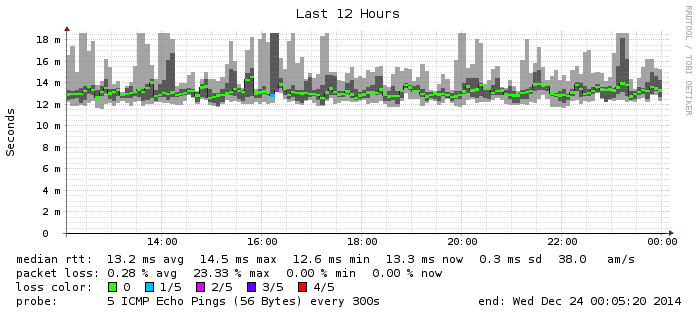 Last 12 Hours
RRDTOOL / TOBI OETIKER
Seconds
18 m
16 m
14 m
12 m
10 m
8 m
6 m
4 m
2 m
0
14:00 16:00 18:00 20:00 22:00 00:00
median rtt: 13.2 ms avg 14.5 ms max 12.6 ms min 13.3 ms now 0.3 ms sd 38.0 am/s
packet loss: 0.28 % avg 23.33 % max 0.00 % min 0.00 % now
loss color: 0 1/5 2/5 3/5 4/5
probe: 5 ICMP Echo Pings (56 Bytes) every 300s end: Wed Dec 24 00:05:20 2014